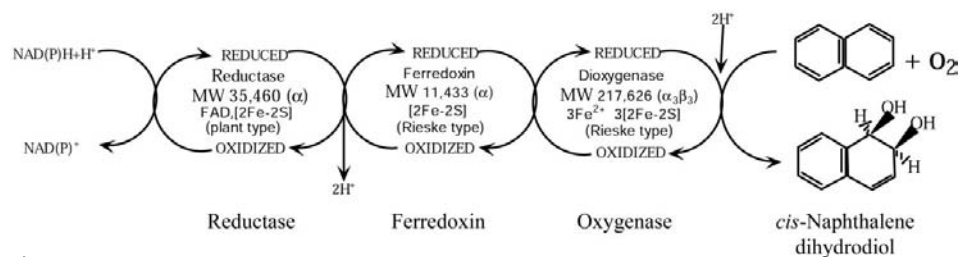 NAD(P)H+H⁺
NAD(P)⁺
REDUCED
Reductase
MW 35,460 (α)
FAD,[2Fe-2S]
(plant type)
OXIDIZED
2H⁺
REDUCED
Ferredoxin
MW 11,433 (α)
[2Fe-2S]
(Rieske type)
OXIDIZED
REDUCED
Dioxygenase
MW 217,626 (α₃β₃)
3Fe²⁺ 3[2Fe-2S]
(Rieske type)
OXIDIZED
2H⁺
+ O₂
H
OH
OH
H
Reductase
Ferredoxin
Oxygenase
cis-Naphthalene
dihydrodiol